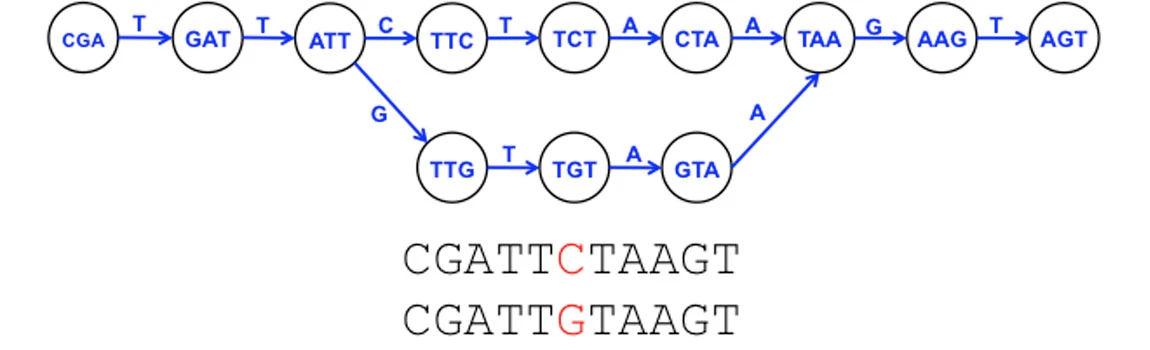 T T C T A A G T
CGA GAT ATT TTC TCT CTA TAA AAG AGT
G A
T A
TTG TGT GTA
CGATTCTAAGT
CGATTGTAAGT